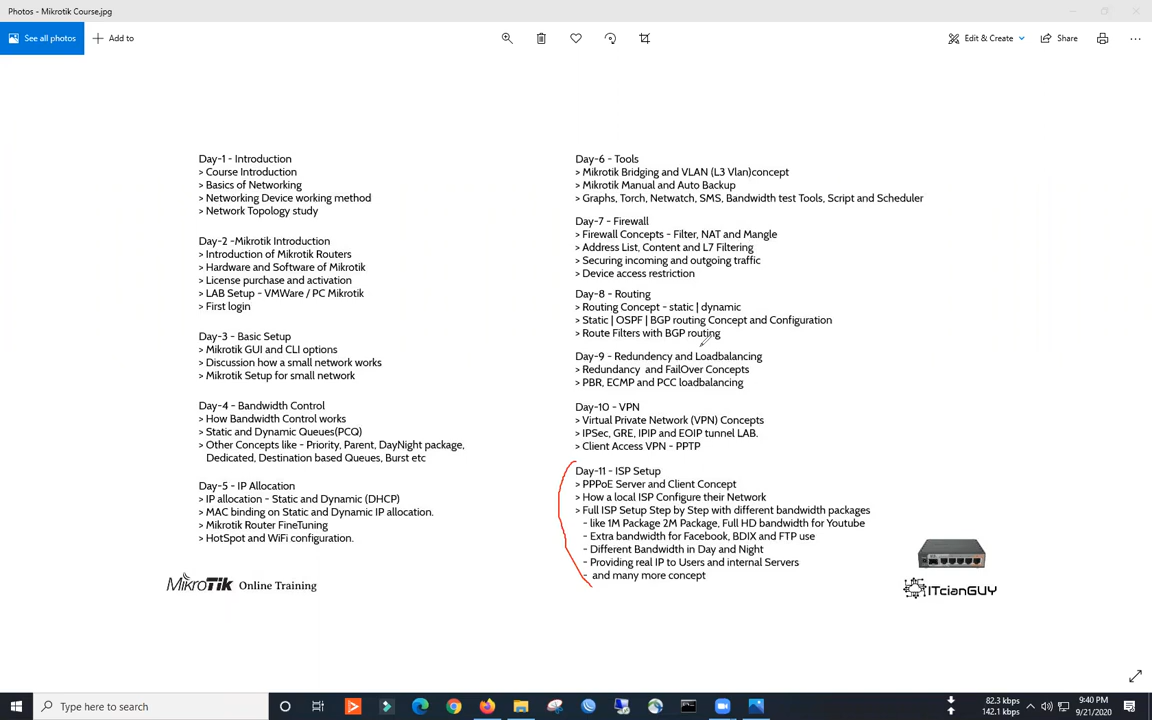 Photos - Mikrotik Course.jpg
See all photos
Add to
Edit & Create
Share
Day-1 - Introduction
> Course Introduction
> Basics of Networking
> Networking Device working method
> Network Topology study
Day-2 -Mikrotik Introduction
> Introduction of Mikrotik Routers
> Hardware and Software of Mikrotik
> License purchase and activation
> LAB Setup - VMWare / PC Mikrotik
> First login
Day-3 - Basic Setup
> Mikrotik GUI and CLI options
> Discussion how a small network works
> Mikrotik Setup for small network
Day-4 - Bandwidth Control
> How Bandwidth Control works
> Static and Dynamic Queues(PCQ)
> Other Concepts like - Priority, Parent, DayNight package,
Dedicated, Destination based Queues, Burst etc
Day-5 - IP Allocation
> IP allocation - Static and Dynamic (DHCP)
> MAC binding on Static and Dynamic IP allocation.
> Mikrotik Router FineTuning
> HotSpot and WiFi configuration.
MikroTik Online Training
Day-6 - Tools
> Mikrotik Bridging and VLAN (L3 Vlan)concept
> Mikrotik Manual and Auto Backup
> Graphs, Torch, Netwatch, SMS, Bandwidth test Tools, Script and Scheduler
Day-7 - Firewall
> Firewall Concepts - Filter, NAT and Mangle
> Address List, Content and L7 Filtering
> Securing incoming and outgoing traffic
> Device access restriction
Day-8 - Routing
> Routing Concept - static | dynamic
> Static | OSPF | BGP routing Concept and Configuration
> Route Filters with BGP routing
Day-9 - Redundency and Loadbalancing
> Redundancy and FailOver Concepts
> PBR, ECMP and PCC loadbalancing
Day-10 - VPN
> Virtual Private Network (VPN) Concepts
> IPSec, GRE, IPIP and EOIP tunnel LAB.
> Client Access VPN - PPTP
Day-11 - ISP Setup
> PPPoE Server and Client Concept
> How a local ISP Configure their Network
> Full ISP Setup Step by Step with different bandwidth packages
- like 1M Package 2M Package, Full HD bandwidth for Youtube
- Extra bandwidth for Facebook, BDIX and FTP use
- Different Bandwidth in Day and Night
- Providing real IP to Users and internal Servers
- and many more concept
ITcianGUY
Type here to search
82.3 kbps
142.1 kbps
9:40 PM
9/21/2020